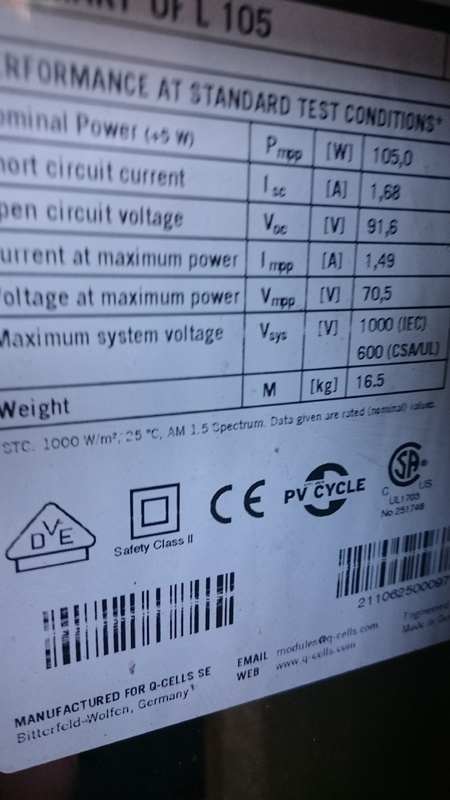 OF L 105
RFORMANCE AT STANDARD TEST CONDITIONS*
ominal Power (+5 W) Pmpp [W] 105,0
hort circuit current Isc [A] 1,68
pen circuit voltage Voc [V] 91,6
urrent at maximum power Impp [A] 1,49
oltage at maximum power Vmpp [V] 70,5
Maximum system voltage Vsys [V] 1000 (IEC)
600 (CSA/UL)
Weight M [kg] 16.5
STC: 1000 W/m², 25 °C, AM 1.5 Spectrum. Data given are rated (nominal) values.
DVE
Safety Class II
CE
PV CYCLE
SA
C US
UL1703
No 251746
211062500097
Engineered
Made in
MANUFACTURED FOR Q-CELLS SE
Bitterfeld-Wolfen, Germany
EMAIL modules@q-cells.com
WEB www.q-cells.com